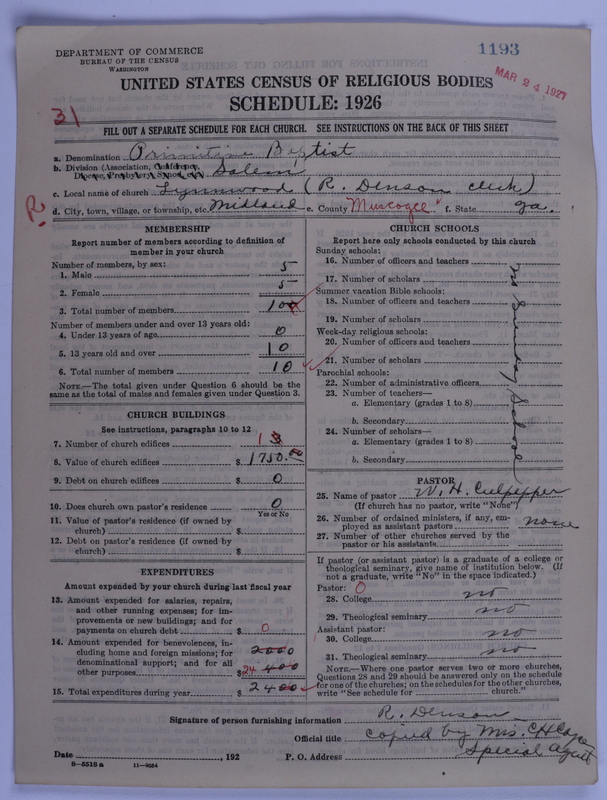 DEPARTMENT OF COMMERCE
BUREAU OF THE CENSUS
WASHINGTON
1193
MAR 24 1927
UNITED STATES CENSUS OF RELIGIOUS BODIES
SCHEDULE: 1926
31
FILL OUT A SEPARATE SCHEDULE FOR EACH CHURCH. SEE INSTRUCTIONS ON THE BACK OF THIS SHEET
a. Denomination Primitive Baptist
b. Division (Association, Conference, Diocese, Presbytery, Synod, etc.) Salem
c. Local name of church Lynnwood (R. Denson clerk)
R.
d. City, town, village, or township, etc. Midland e. County Muscogee f. State Ga.
MEMBERSHIP
Report number of members according to definition of
member in your church
Number of members, by sex:
1. Male 5
2. Female 5
3. Total number of members 10
Number of members under and over 13 years old:
4. Under 13 years of age 0
5. 13 years old and over 10
6. Total number of members 10
NOTE.—The total given under Question 6 should be the
same as the total of males and females given under Question 3.
CHURCH BUILDINGS
See instructions, paragraphs 10 to 12
7. Number of church edifices 1
8. Value of church edifices $ 1750.00
9. Debt on church edifices $ 0
10. Does church own pastor's residence? 0
Yes or No
11. Value of pastor's residence (if owned by
church) $
12. Debt on pastor's residence (if owned by
church) $
EXPENDITURES
Amount expended by your church during last fiscal year
13. Amount expended for salaries, repairs,
and other running expenses; for im-
provements or new buildings; and for
payments on church debt $ 0
14. Amount expended for benevolences, in-
cluding home and foreign missions; for
denominational support; and for all
other purposes $ 24 400
2000
15. Total expenditures during year $ 2400
CHURCH SCHOOLS
Report here only schools conducted by this church
Sunday schools:
16. Number of officers and teachers
17. Number of scholars
Summer vacation Bible schools:
18. Number of officers and teachers
19. Number of scholars
Week-day religious schools:
20. Number of officers and teachers
21. Number of scholars
Parochial schools:
22. Number of administrative officers
23. Number of teachers—
a. Elementary (grades 1 to 8)
b. Secondary
24. Number of scholars—
a. Elementary (grades 1 to 8)
b. Secondary
no Sunday School
PASTOR
25. Name of pastor W. H. Culpepper
(If church has no pastor, write "None")
26. Number of ordained ministers, if any, em-
ployed as assistant pastors none
27. Number of other churches served by the
pastor or his assistants
If pastor (or assistant pastor) is a graduate of a college or
theological seminary, give name of institution below. (If
not a graduate, write "No" in the space indicated.)
Pastor: 0
28. College no
29. Theological seminary no
Assistant pastor:
30. College no
31. Theological seminary no
NOTE.—Where one pastor serves two or more churches,
Questions 28 and 29 should be answered only on the schedule
for one of the churches; on the schedules for the other churches,
write "See schedule for church."
Signature of person furnishing information R. Denson
Official title copied by Mrs. C H
Special Agent
Date , 192 P. O. Address
8—5518 a 11—9084